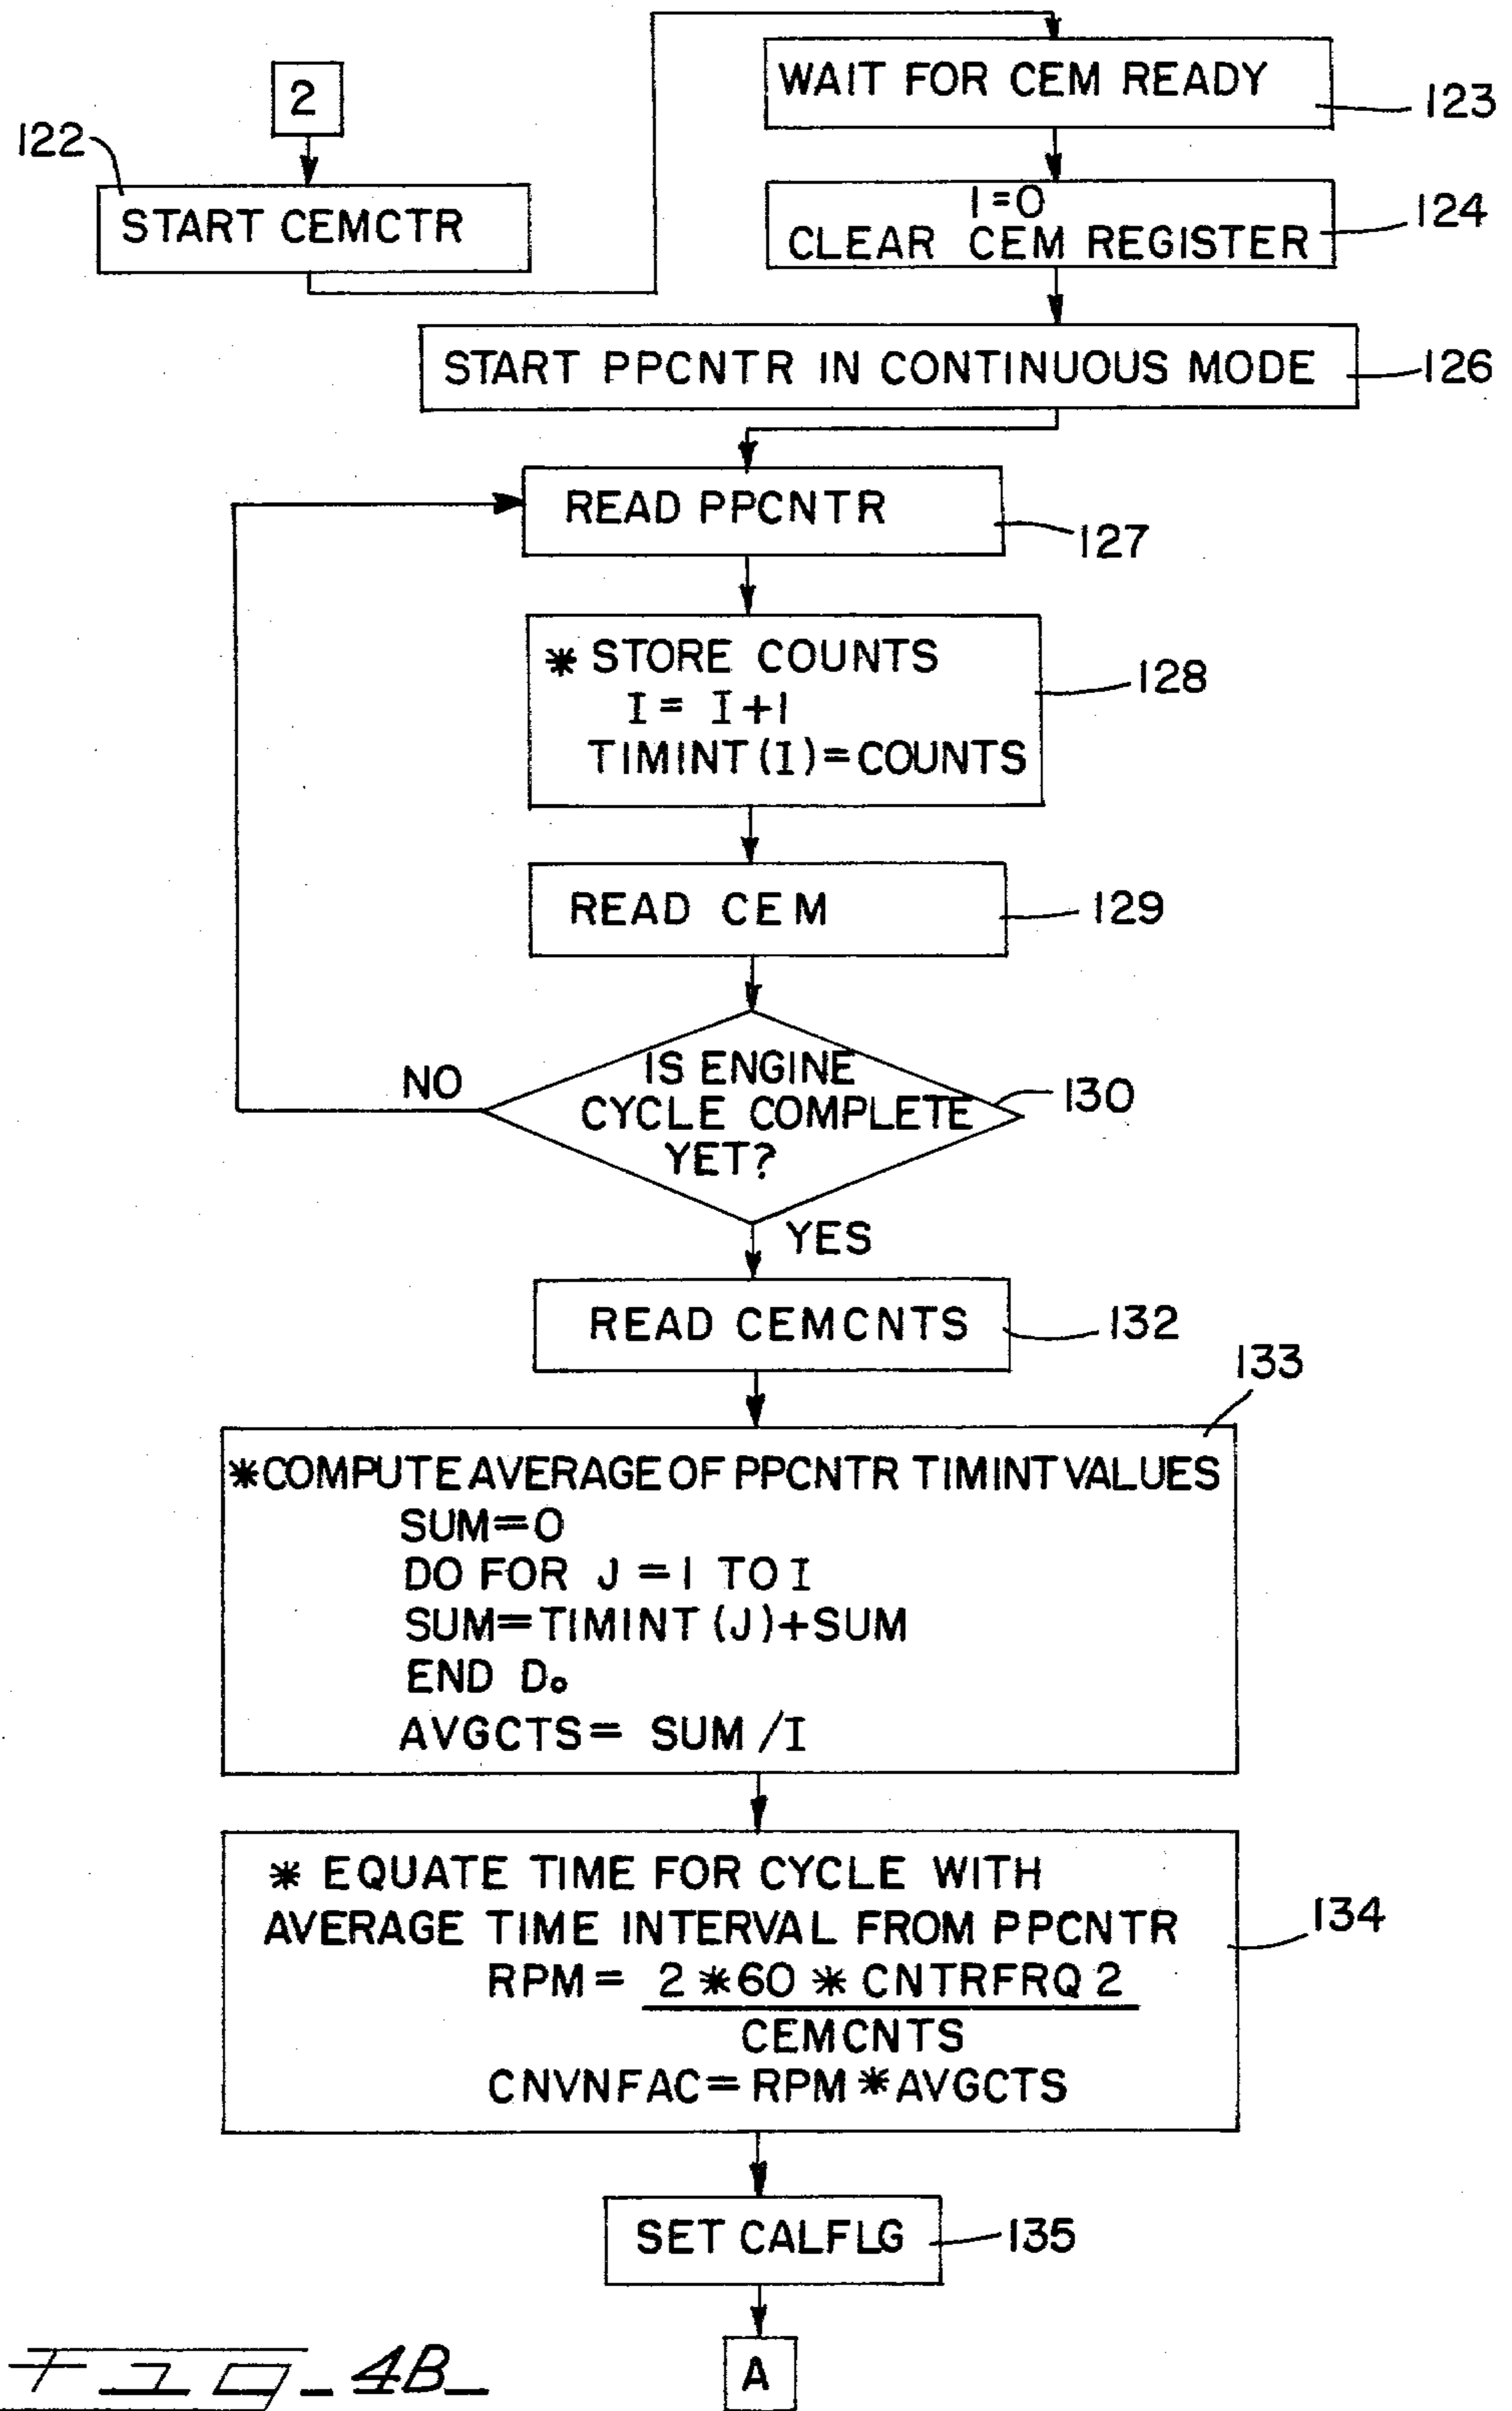 2
122
START CEMCTR
WAIT FOR CEM READY
123
I=0
CLEAR CEM REGISTER
124
START PPCNTR IN CONTINUOUS MODE
126
READ PPCNTR
127
* STORE COUNTS
I = I+1
TIMINT (I)=COUNTS
128
READ CEM
129
IS ENGINE
CYCLE COMPLETE
YET?
130
NO
YES
READ CEMCNTS
132
133
*COMPUTE AVERAGE OF PPCNTR TIMINT VALUES
SUM=0
DO FOR J =1 TO I
SUM=TIMINT (J)+SUM
END Do
AVGCTS= SUM /I
* EQUATE TIME FOR CYCLE WITH
AVERAGE TIME INTERVAL FROM PPCNTR
RPM= 2 *60 * CNTRFRQ 2
CEMCNTS
CNVNFAC=RPM *AVGCTS
134
SET CALFLG
135
A
Fig_4B_